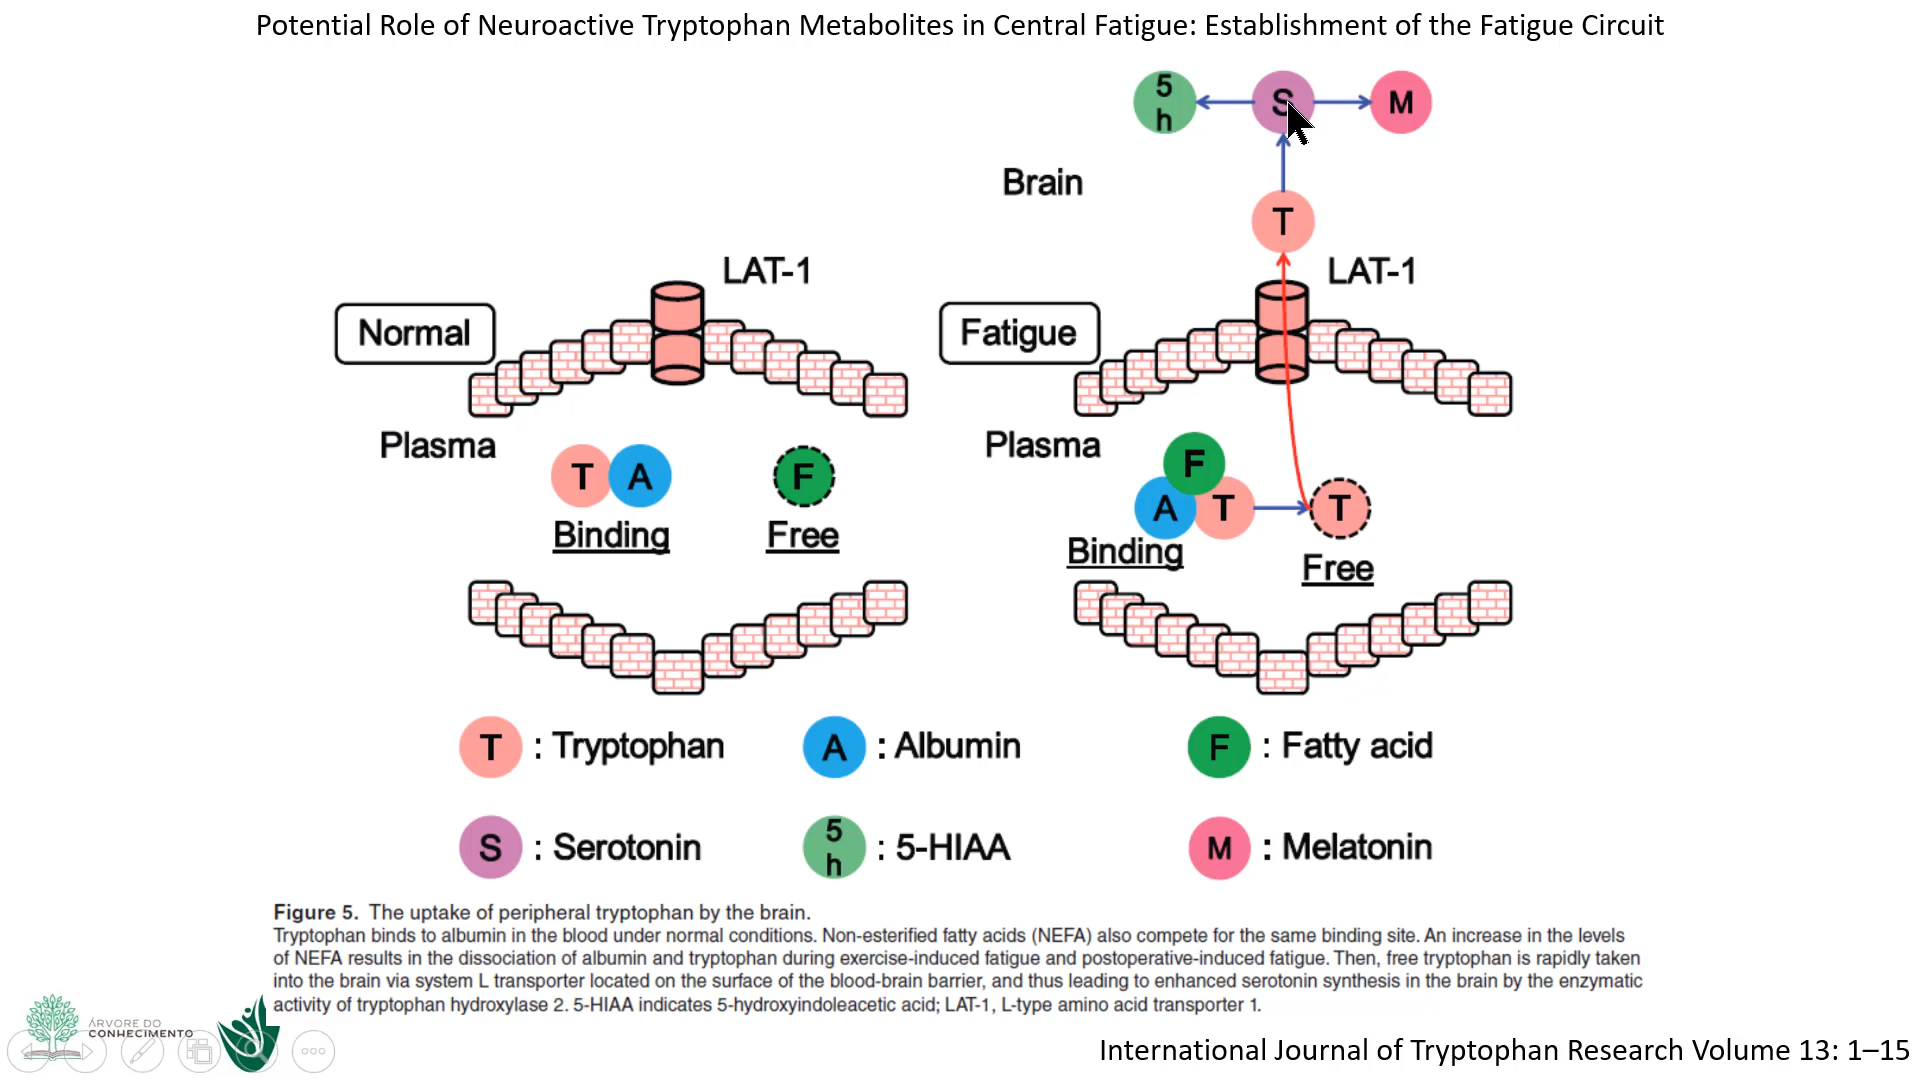 Potential Role of Neuroactive Tryptophan Metabolites in Central Fatigue: Establishment of the Fatigue Circuit
5
h
S
M
Brain
T
LAT-1
LAT-1
Normal
Fatigue
Plasma
Plasma
T
A
F
F
A
T
T
Binding
Free
Binding
Free
T : Tryptophan
A : Albumin
F : Fatty acid
S : Serotonin
5
h
: 5-HIAA
M : Melatonin
Figure 5. The uptake of peripheral tryptophan by the brain.
Tryptophan binds to albumin in the blood under normal conditions. Non-esterified fatty acids (NEFA) also compete for the same binding site. An increase in the levels
of NEFA results in the dissociation of albumin and tryptophan during exercise-induced fatigue and postoperative-induced fatigue. Then, free tryptophan is rapidly taken
into the brain via system L transporter located on the surface of the blood-brain barrier, and thus leading to enhanced serotonin synthesis in the brain by the enzymatic
activity of tryptophan hydroxylase 2. 5-HIAA indicates 5-hydroxyindoleacetic acid; LAT-1, L-type amino acid transporter 1.
ÁRVORE DO
CONHECIMENTO
International Journal of Tryptophan Research Volume 13: 1–15